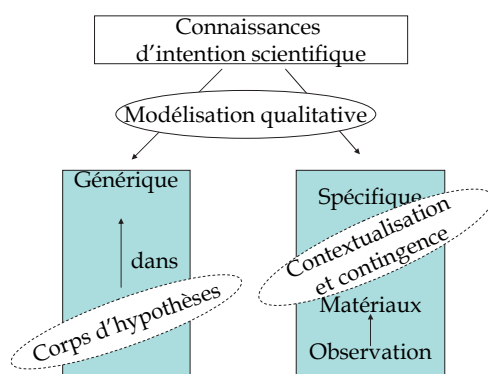 Connaissances
d’intention scientifique
Modélisation qualitative
Générique
dans
Corps d’hypothèses
Spécifique
Contextualisation
et contingence
Matériaux
Observation